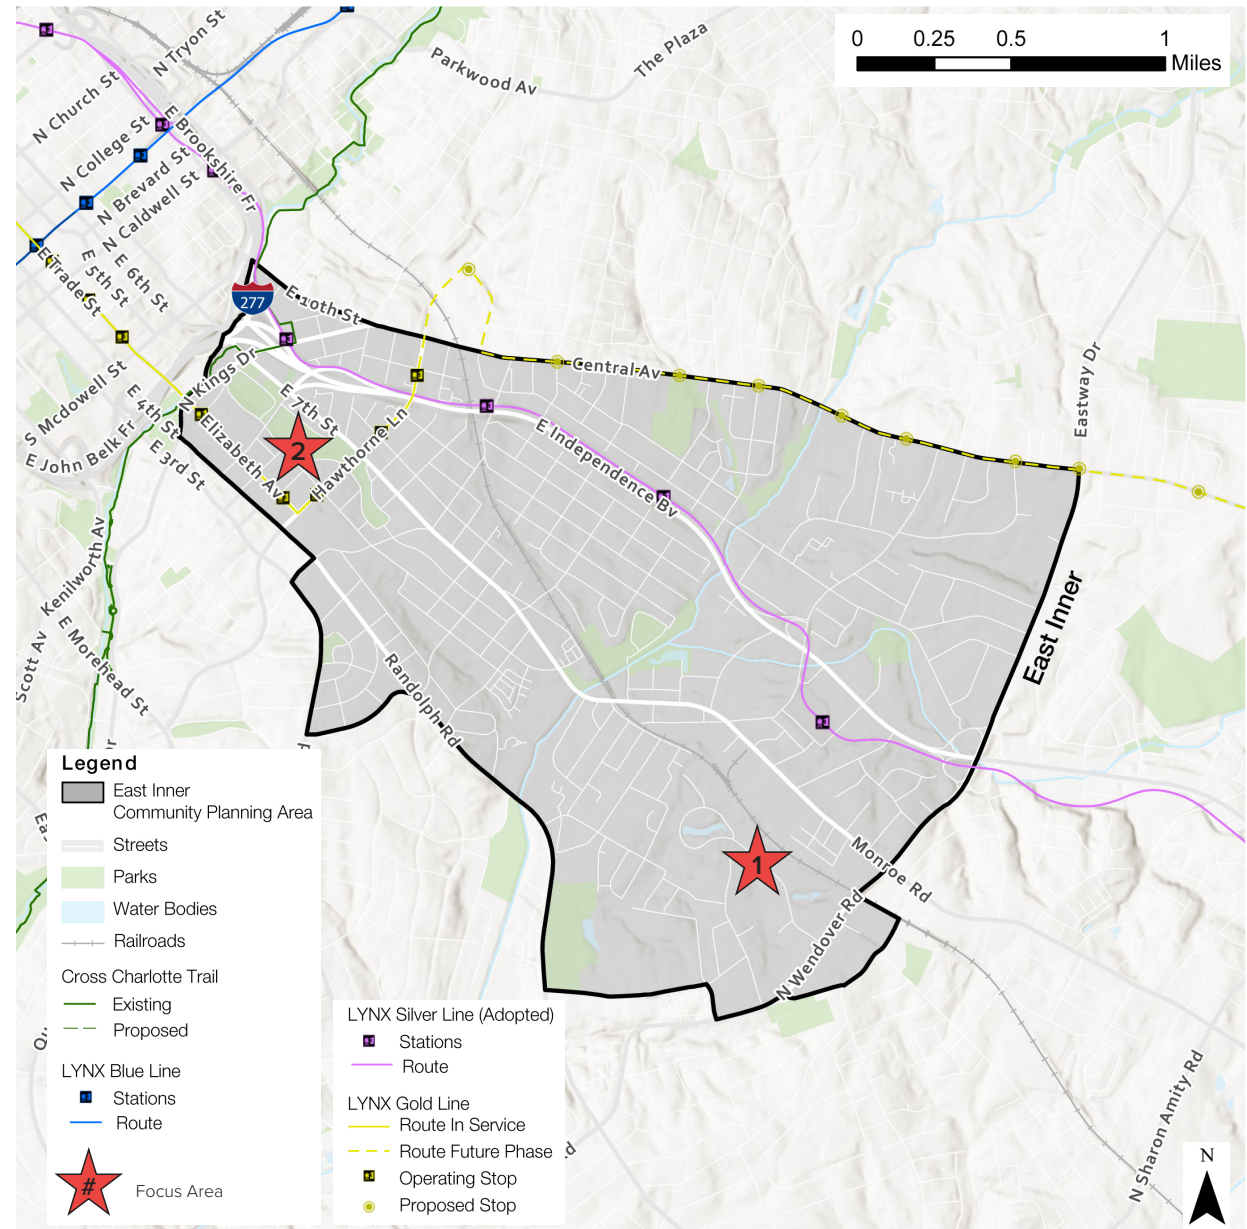 0 0.25 0.5 1
Miles
N Tryon St
Parkwood Av
The Plaza
N Church St
E Brookshire Fr
N College St
N Brevard St
N Caldwell St
E Trade St
E 5th St
E 6th St
277
E 10th St
Central Av
Eastway Dr
S Mcdowell St
N Kings Dr
E 7th St
E 4th St
E John Belk Fr
E 3rd St
Elizabeth Av
2
Hawthorne Ln
E Independence Bv
Kenilworth Av
East Inner
Scott Av
E Morehead St
Randolph Rd
1
Monroe Rd
N Wendover Rd
N Sharon Amity Rd
Legend
East Inner
Community Planning Area
Streets
Parks
Water Bodies
Railroads
Cross Charlotte Trail
Existing
Proposed
LYNX Blue Line
Stations
Route
#
Focus Area
LYNX Silver Line (Adopted)
Stations
Route
LYNX Gold Line
Route In Service
Route Future Phase
Operating Stop
Proposed Stop
N